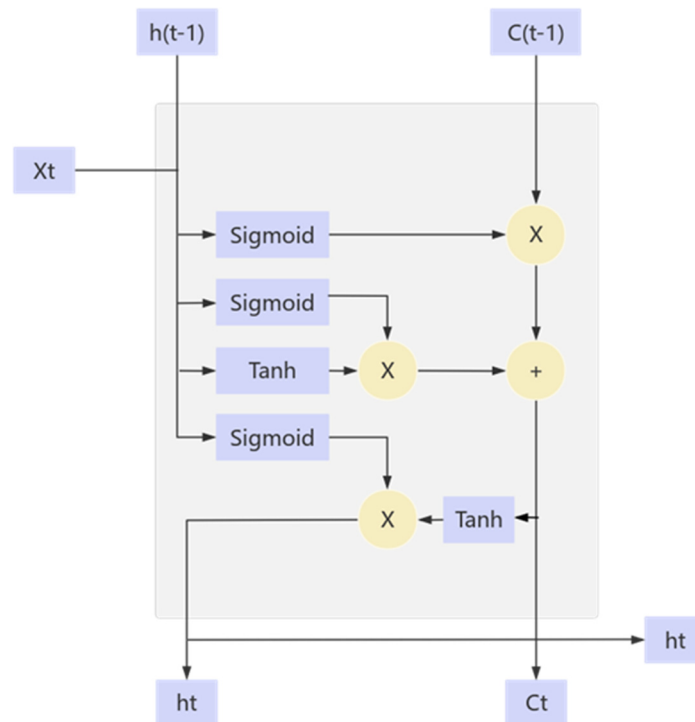 h(t-1)
C(t-1)
Xt
Sigmoid
X
Sigmoid
Tanh
X
+
Sigmoid
X
Tanh
ht
ht
Ct